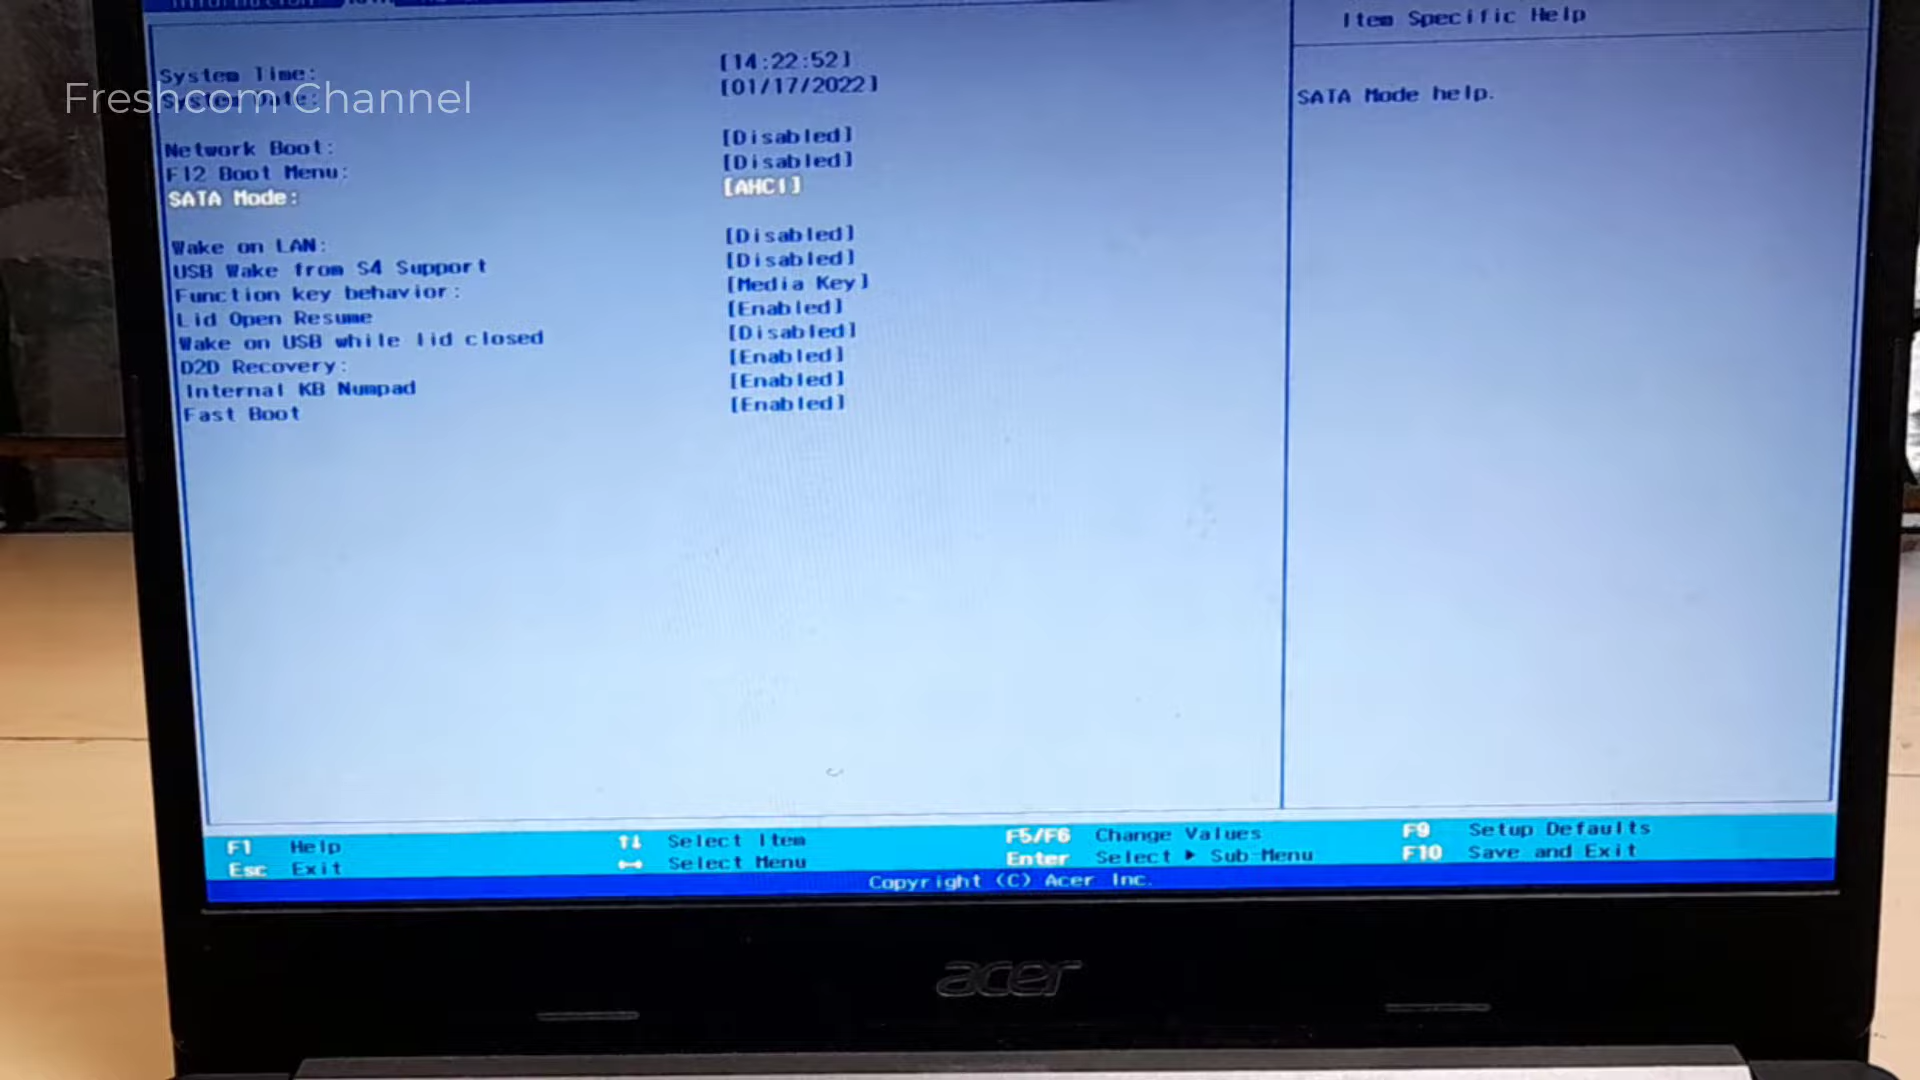 Item Specific Help
System Time: [14:22:52]
System Date: [01/17/2022]
Freshcom Channel
SATA Mode help.
Network Boot: [Disabled]
F12 Boot Menu: [Disabled]
SATA Mode: [AHCI]
Wake on LAN: [Disabled]
USB Wake from S4 Support [Disabled]
Function key behavior: [Media Key]
Lid Open Resume [Enabled]
Wake on USB while lid closed [Disabled]
D2D Recovery: [Enabled]
Internal KB Numpad [Enabled]
Fast Boot [Enabled]
F1 Help ↑↓ Select Item F5/F6 Change Values F9 Setup Defaults
Esc Exit ↔ Select Menu Enter Select ▶ Sub-Menu F10 Save and Exit
Copyright (C) Acer Inc.
acer